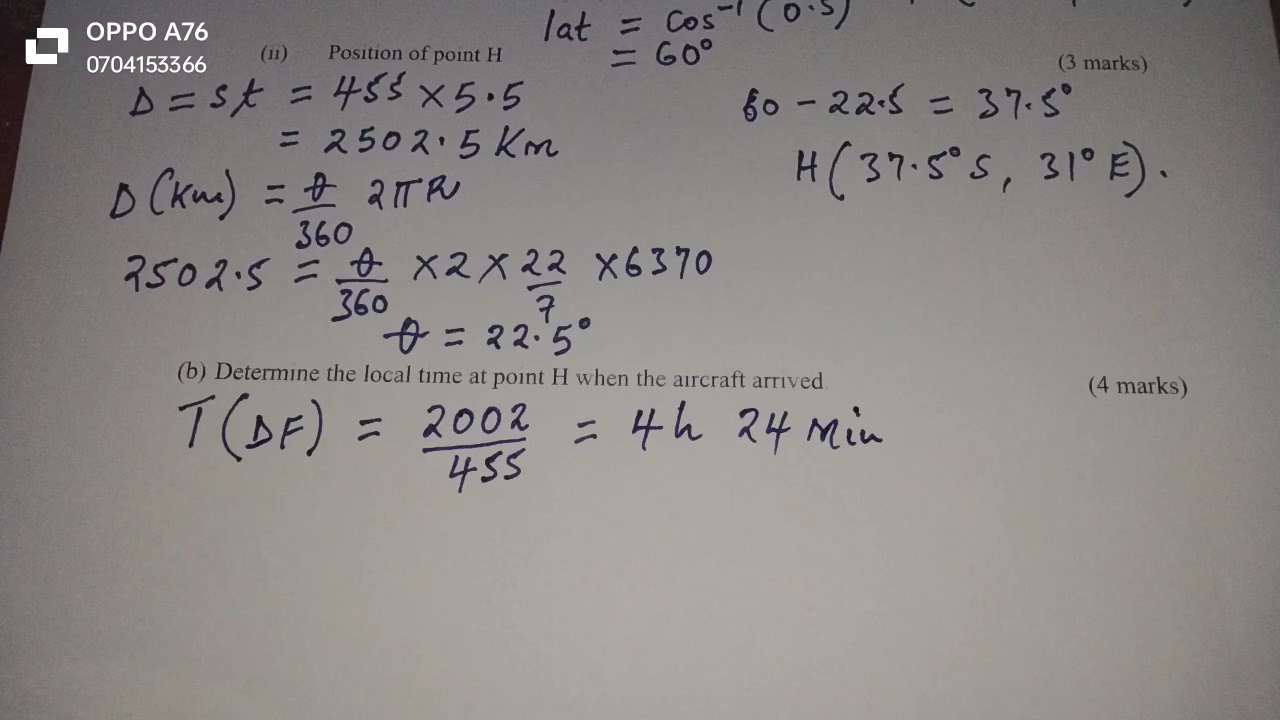 OPPO A76
0704153366
lat = cos⁻¹ (0.5)
= 60°
(ii) Position of point H (3 marks)
D = st = 455 × 5.5
= 2502.5 Km
60 - 22.5 = 37.5°
H (37.5° S, 31° E).
D (Km) = θ/360 2πR
2502.5 = θ/360 × 2 × 22/7 × 6370
θ = 22.5°
(b) Determine the local time at point H when the aircraft arrived (4 marks)
T (DF) = 2002/455 = 4h 24 Min